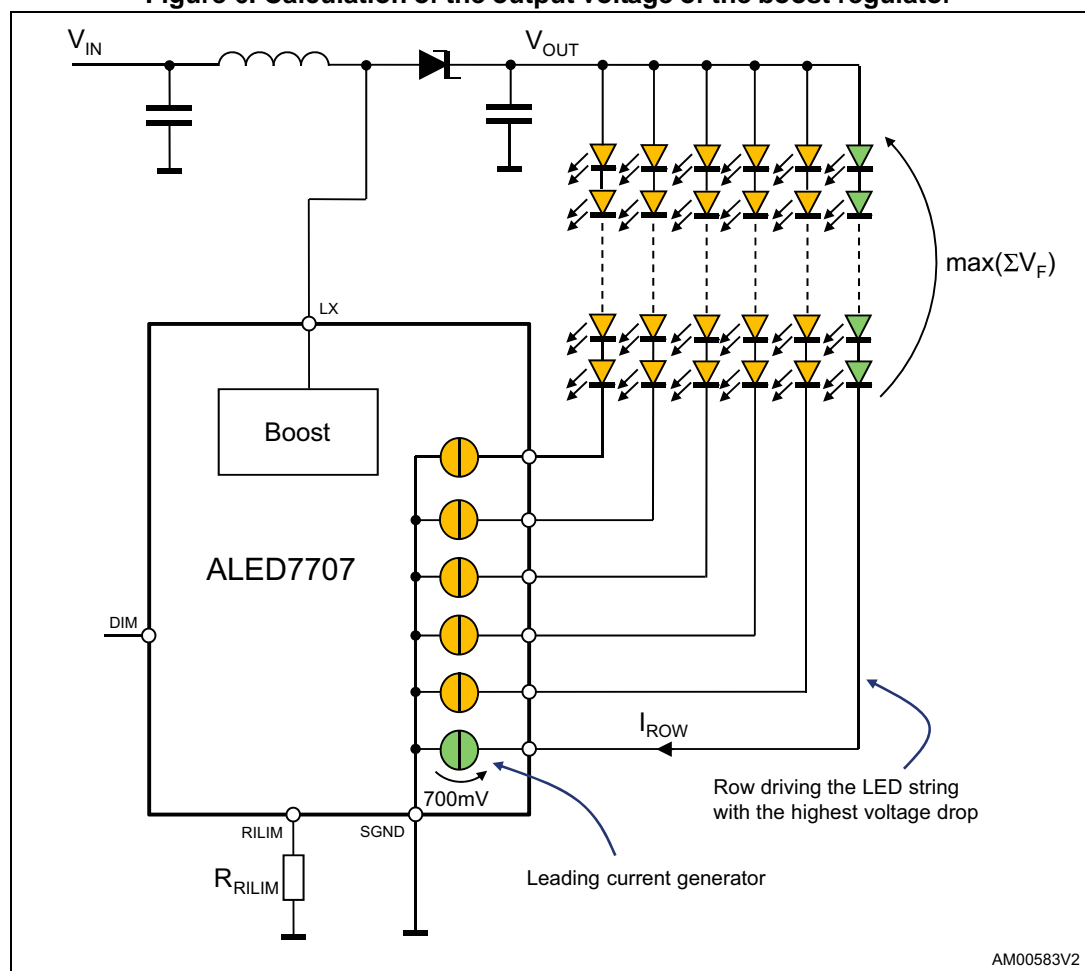 Figure 6. Calculation of the output voltage of the boost regulator
VIN
VOUT
max(ΣVF)
LX
Boost
ALED7707
DIM
IROW
700mV
Row driving the LED string
with the highest voltage drop
RILIM
SGND
RRILIM
Leading current generator
AM00583V2